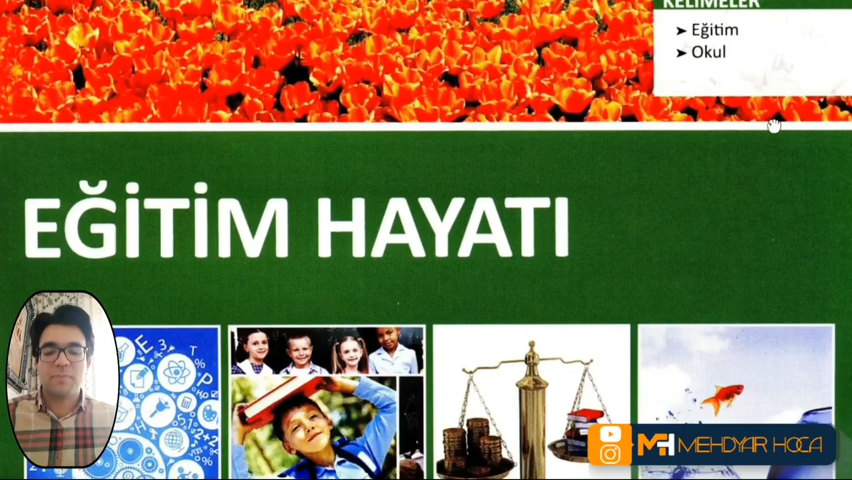 KELİMELER
➤ Eğitim
➤ Okul
EĞİTİM HAYATI
MEHDYAR HOCA